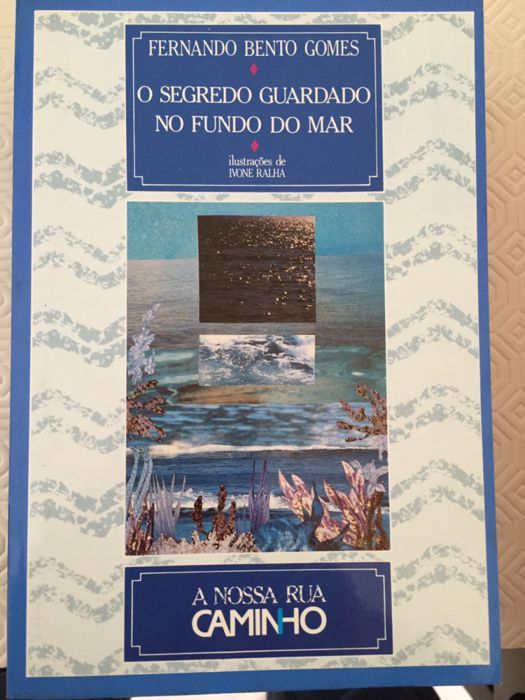 FERNANDO BENTO GOMES
O SEGREDO GUARDADO
NO FUNDO DO MAR
ilustrações de
IVONE RALHA
A NOSSA RUA
CAMINHO